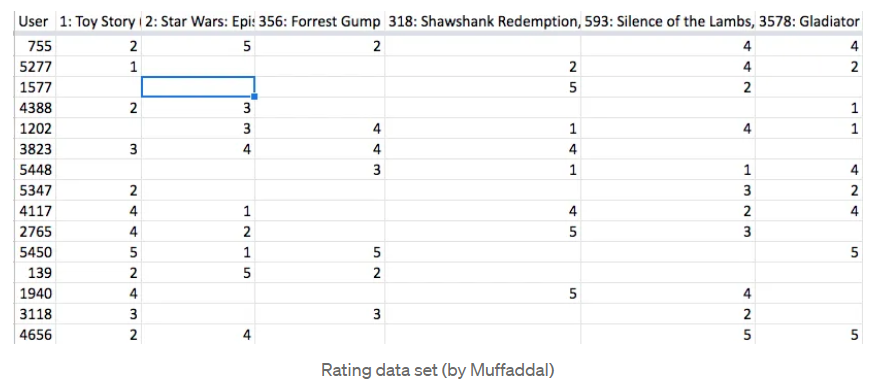 User 1: Toy Story ( 2: Star Wars: Epis 356: Forrest Gump 318: Shawshank Redemption, 593: Silence of the Lambs, 3578: Gladiator
755 2 5 2 4 4
5277 1 2 4 2
1577 5 2
4388 2 3 1
1202 3 4 1 4 1
3823 3 4 4 4
5448 3 1 1 4
5347 2 3 2
4117 4 1 4 2 4
2765 4 2 5 3
5450 5 1 5 5
139 2 5 2
1940 4 5 4
3118 3 3 2
4656 2 4 5 5
Rating data set (by Muffaddal)